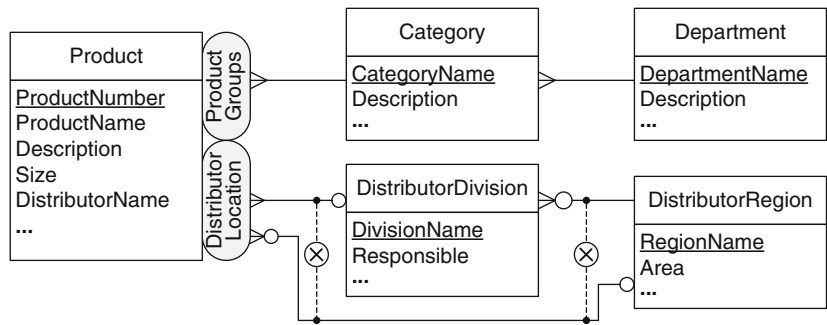 Product
ProductNumber
ProductName
Description
Size
DistributorName
...
Product
Groups
Distributor
Location
Category
CategoryName
Description
...
Department
DepartmentName
Description
...
DistributorDivision
DivisionName
Responsible
...
DistributorRegion
RegionName
Area
...